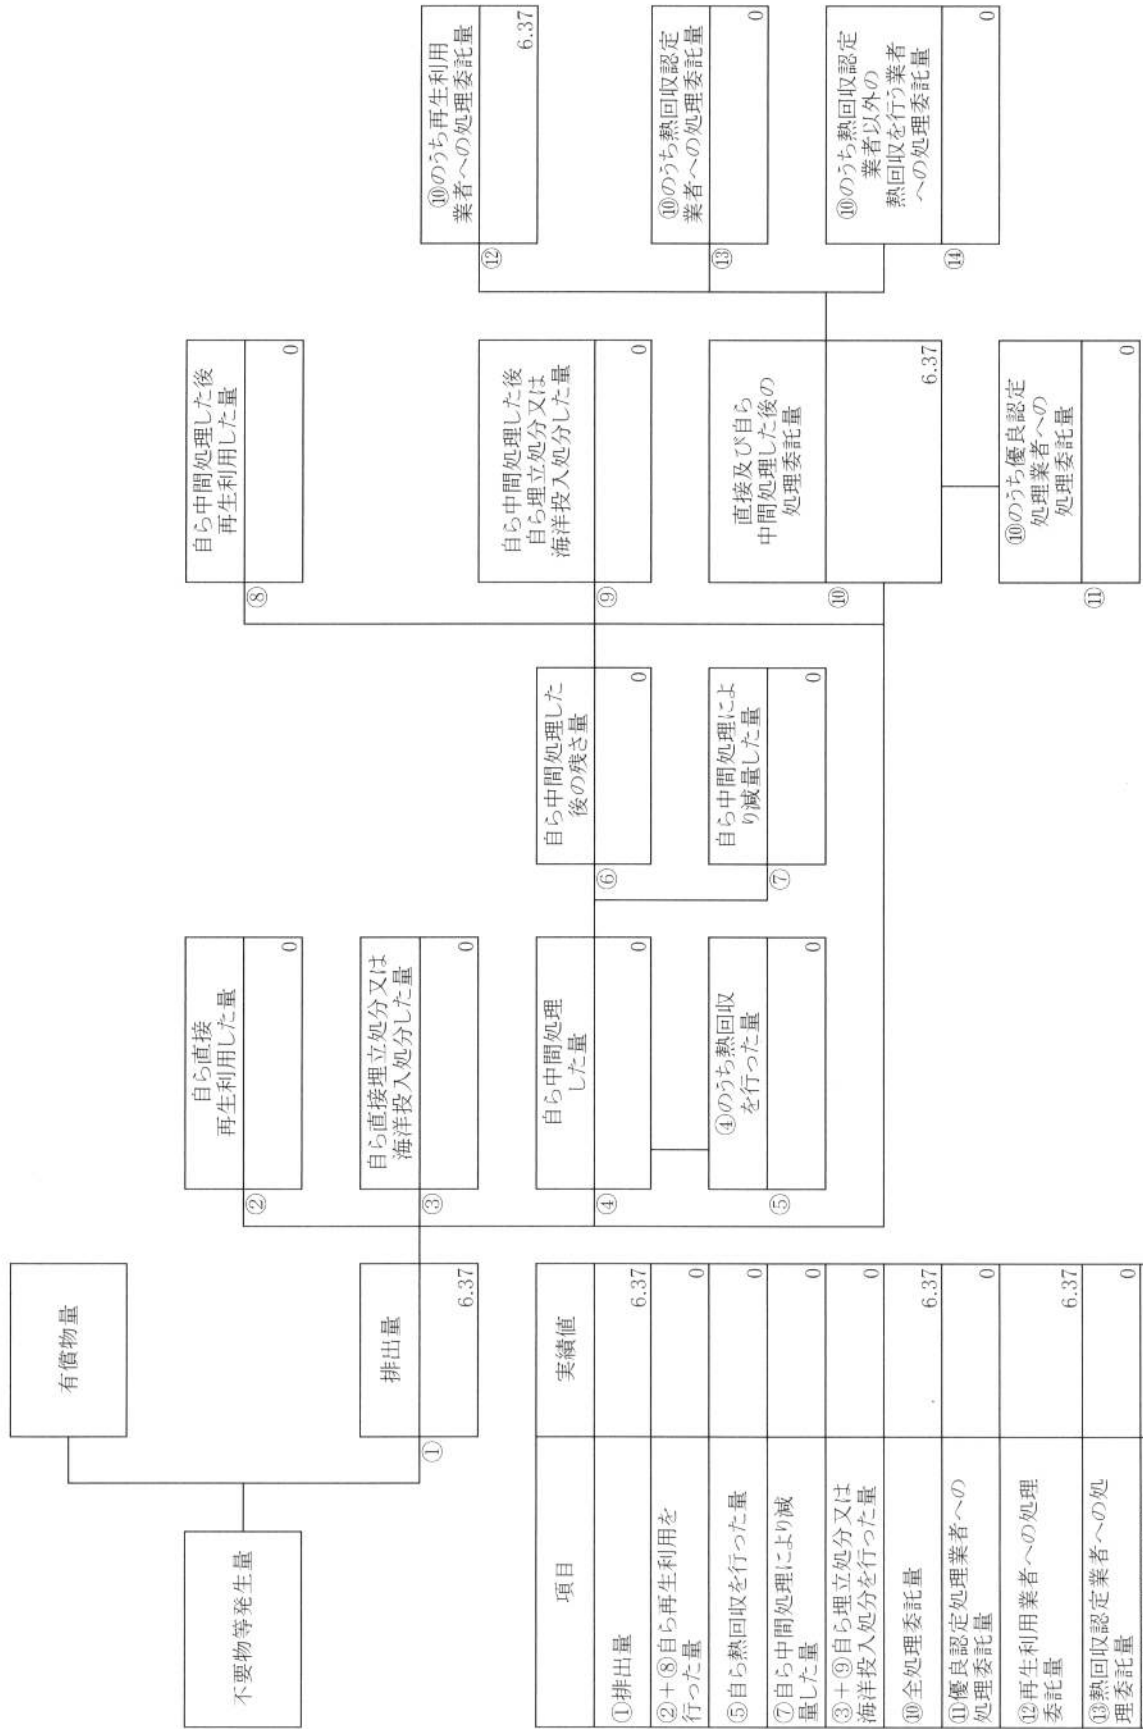 不要物等発生量
有償物量
①
排出量
6.37
②
自ら直接
再生利用した量
0
③
自ら直接埋立処分又は
海洋投入処分した量
0
④
自ら中間処理
した量
0
⑤
④のうち熱回収
を行った量
0
⑥
自ら中間処理した
後の残さ量
0
⑦
自ら中間処理によ
り減量した量
0
⑧
自ら中間処理した後
再生利用した量
0
⑨
自ら中間処理した後
自ら埋立処分又は
海洋投入処分した量
0
⑩
直接及び自ら
中間処理した後の
処理委託量
6.37
⑪
⑩のうち優良認定
処理業者への
処理委託量
0
⑫
⑩のうち再生利用
業者への処理委託量
6.37
⑬
⑩のうち熱回収認定
業者への処理委託量
0
⑭
⑩のうち熱回収認定
業者以外の
熱回収を行う業者
への処理委託量
0
項目
実績値
①排出量
6.37
②+⑧自ら再生利用を
行った量
0
⑤自ら熱回収を行った量
0
⑦自ら中間処理により減
量した量
0
③+⑨自ら埋立処分又は
海洋投入処分を行った量
0
⑩全処理委託量
6.37
⑪優良認定処理業者への
処理委託量
0
⑫再生利用業者への処理
委託量
6.37
⑬熱回収認定業者への処
理委託量
0